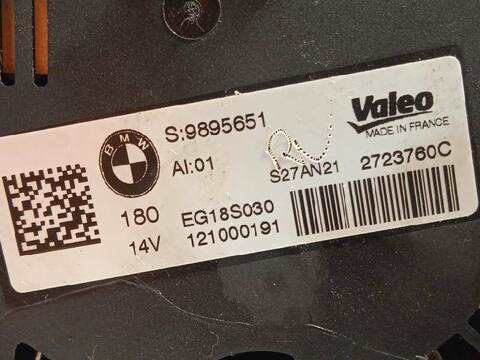 BMW
S:9895651
Valeo
MADE IN FRANCE
AI:01
S27AN21 2723760C
180 EG18S030
14V 121000191